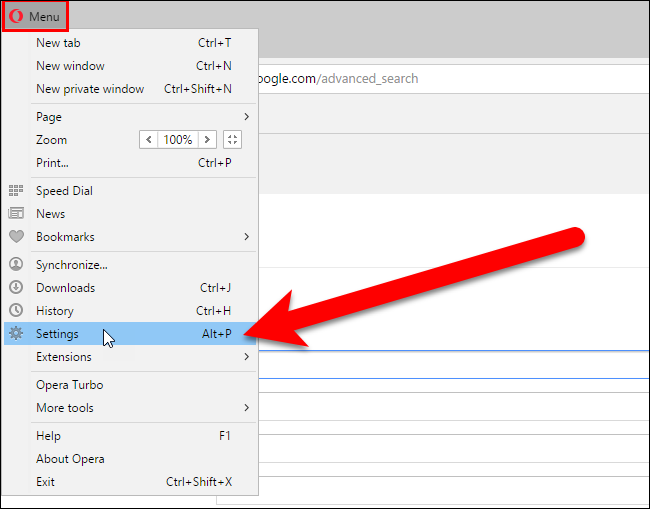 Menu
New tab Ctrl+T
New window Ctrl+N
oogle.com/advanced_search
New private window Ctrl+Shift+N
Page
Zoom 100%
Print... Ctrl+P
Speed Dial
News
Bookmarks
Synchronize...
Downloads Ctrl+J
History Ctrl+H
Settings Alt+P
Extensions
Opera Turbo
More tools
Help F1
About Opera
Exit Ctrl+Shift+X